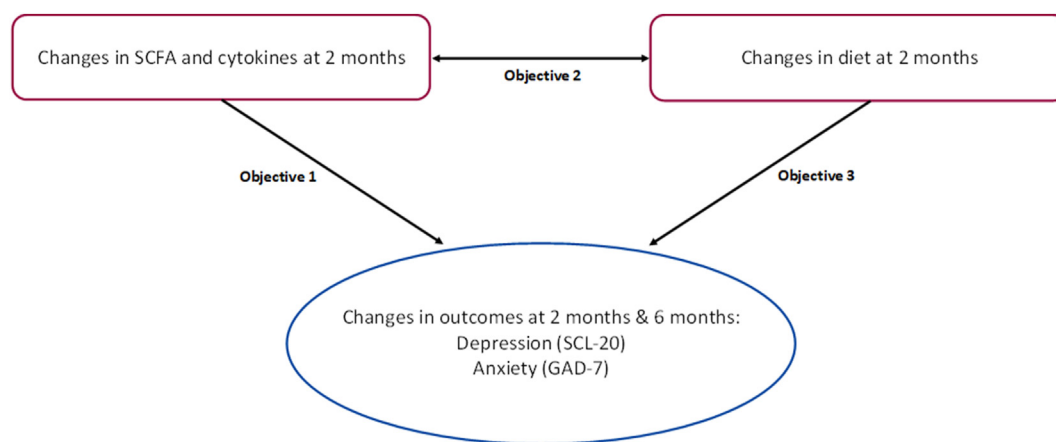 Changes in SCFA and cytokines at 2 months
Changes in diet at 2 months
Objective 2
Objective 1
Objective 3
Changes in outcomes at 2 months & 6 months:
Depression (SCL-20)
Anxiety (GAD-7)